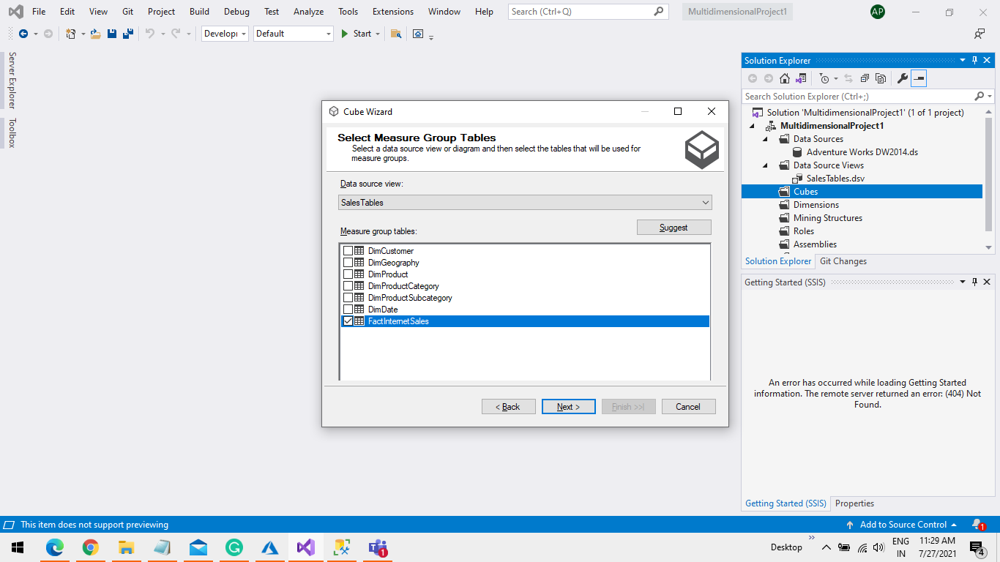 File Edit View Git Project Build Debug Test Analyze Tools Extensions Window Help Search (Ctrl+Q) MultidimensionalProject1 AP
Default Start
Server Explorer
Toolbox
Cube Wizard
Select Measure Group Tables
Select a data source view or diagram and then select the tables that will be used for
measure groups.
Data source view:
SalesTables
Suggest
Measure group tables:
DimCustomer
DimGeography
DimProduct
DimProductCategory
DimProductSubcategory
DimDate
FactInternetSales
< Back Next > Finish >>| Cancel
Solution Explorer
Search Solution Explorer (Ctrl+;)
Solution 'MultidimensionalProject1' (1 of 1 project)
MultidimensionalProject1
Data Sources
Adventure Works DW2014.ds
Data Source Views
SalesTables.dsv
Cubes
Dimensions
Mining Structures
Roles
Assemblies
Solution Explorer Git Changes
Getting Started (SSIS)
An error has occurred while loading Getting Started
information. The remote server returned an error: (404) Not
Found.
Getting Started (SSIS) Properties
This item does not support previewing Add to Source Control 1
1 Desktop ENG 11:29 AM 4
IN 7/27/2021